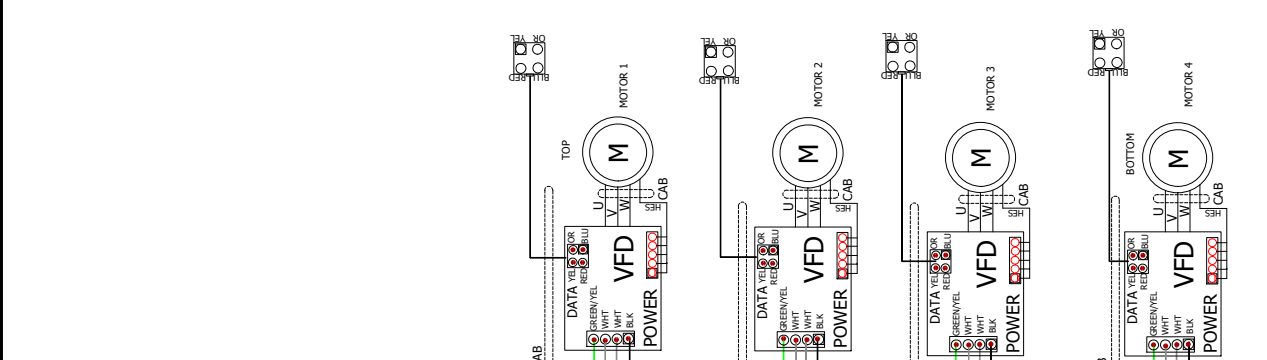 YEL OR
RED BLU
MOTOR 1
TOP
M
U
V
W
CAB
HES
OR
BLU
YEL
RED
DATA
VFD
POWER
GREEN/YEL
WHT
WHT
BLK
AB
YEL OR
RED BLU
MOTOR 2
M
U
V
W
CAB
HES
OR
BLU
YEL
RED
DATA
VFD
POWER
GREEN/YEL
WHT
WHT
BLK
YEL OR
RED BLU
MOTOR 3
M
U
V
W
CAB
HES
OR
BLU
YEL
RED
DATA
VFD
POWER
GREEN/YEL
WHT
WHT
BLK
YEL OR
RED BLU
MOTOR 4
BOTTOM
M
U
V
W
CAB
HES
OR
BLU
YEL
RED
DATA
VFD
POWER
GREEN/YEL
WHT
WHT
BLK
B